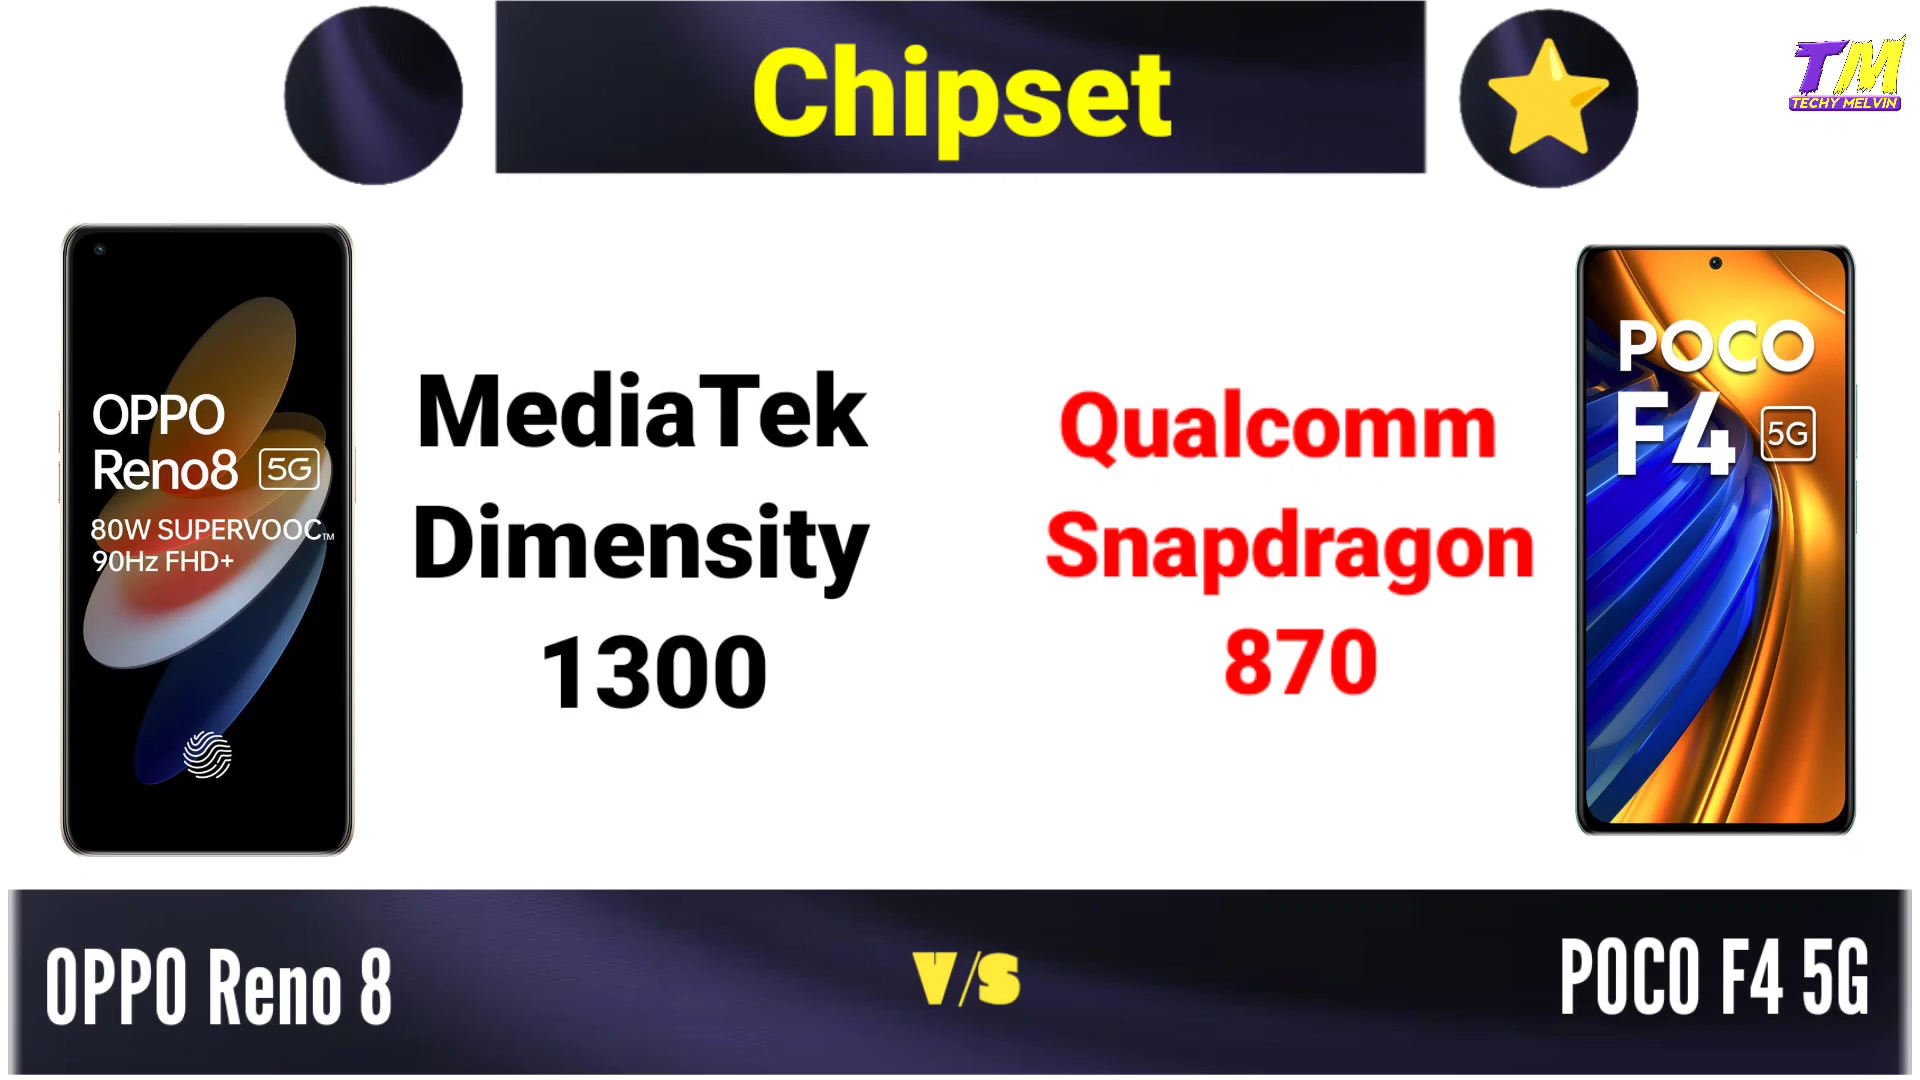 Chipset
TM
TECHY MELVIN
OPPO
Reno8 5G
80W SUPERVOOC™
90Hz FHD+
MediaTek
Dimensity
1300
Qualcomm
Snapdragon
870
POCO
F4 5G
OPPO Reno 8
V/S
POCO F4 5G